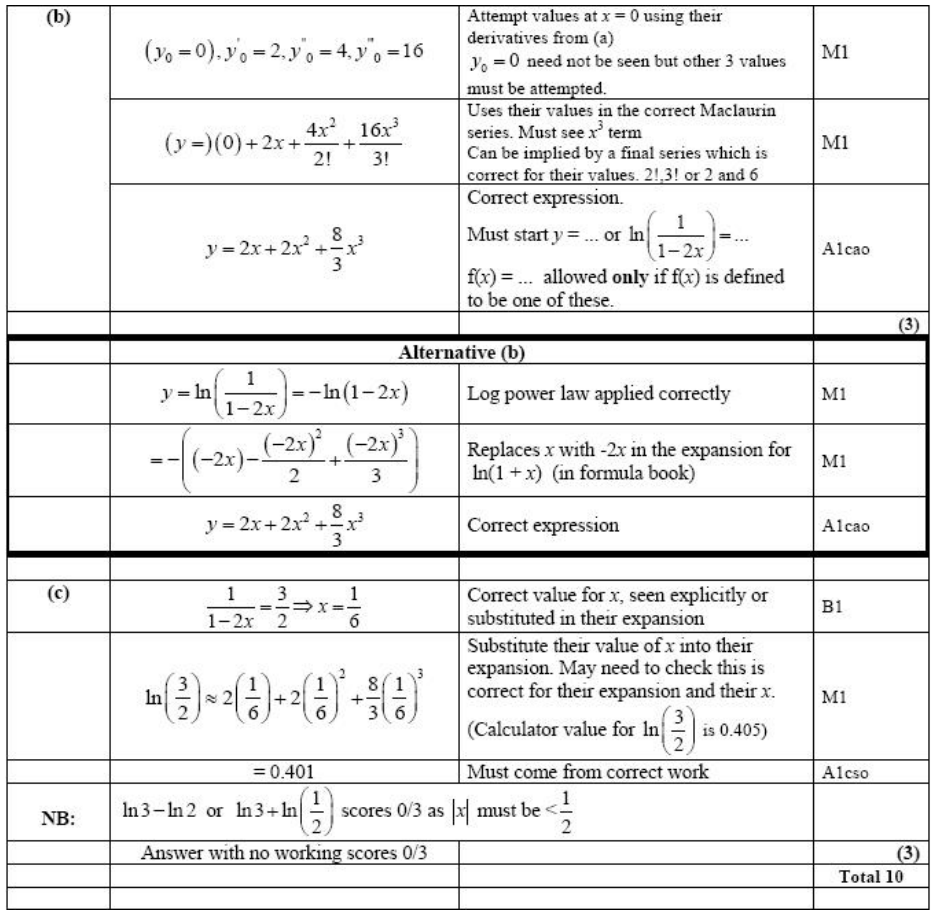 (b)
(y₀ = 0), y'₀ = 2, y''₀ = 4, y'''₀ = 16
Attempt values at x = 0 using their
derivatives from (a)
y₀ = 0 need not be seen but other 3 values
must be attempted.
M1
(y =)(0) + 2x + 4x²/2! + 16x³/3!
Uses their values in the correct Maclaurin
series. Must see x³ term
Can be implied by a final series which is
correct for their values. 2!,3! or 2 and 6
M1
y = 2x + 2x² + 8/3 x³
Correct expression.
Must start y = ... or ln(1/(1−2x)) = ...
f(x) = ... allowed only if f(x) is defined
to be one of these.
A1cao
(3)
Alternative (b)
y = ln(1/(1−2x)) = −ln(1−2x)
Log power law applied correctly
M1
= −((−2x) − (−2x)²/2 + (−2x)³/3)
Replaces x with -2x in the expansion for
ln(1 + x) (in formula book)
M1
y = 2x + 2x² + 8/3 x³
Correct expression
A1cao
(c)
1/(1−2x) = 3/2 ⇒ x = 1/6
Correct value for x, seen explicitly or
substituted in their expansion
B1
ln(3/2) ≈ 2(1/6) + 2(1/6)² + 8/3(1/6)³
Substitute their value of x into their
expansion. May need to check this is
correct for their expansion and their x.
(Calculator value for ln(3/2) is 0.405)
M1
= 0.401
Must come from correct work
A1cso
NB:
ln3−ln2 or ln3+ln(1/2) scores 0/3 as |x| must be < 1/2
Answer with no working scores 0/3
(3)
Total 10